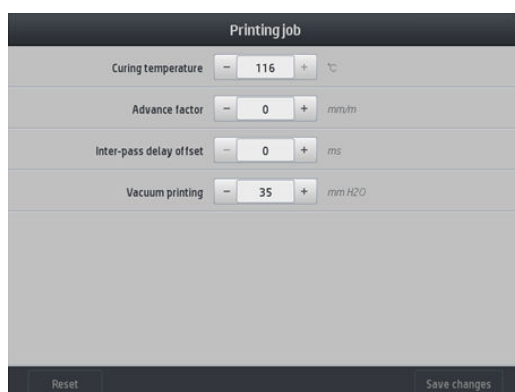 Printing job
Curing temperature − 116 + °C
Advance factor − 0 + mm/m
Inter-pass delay offset − 0 + ms
Vacuum printing − 35 + mm H2O
Reset Save changes